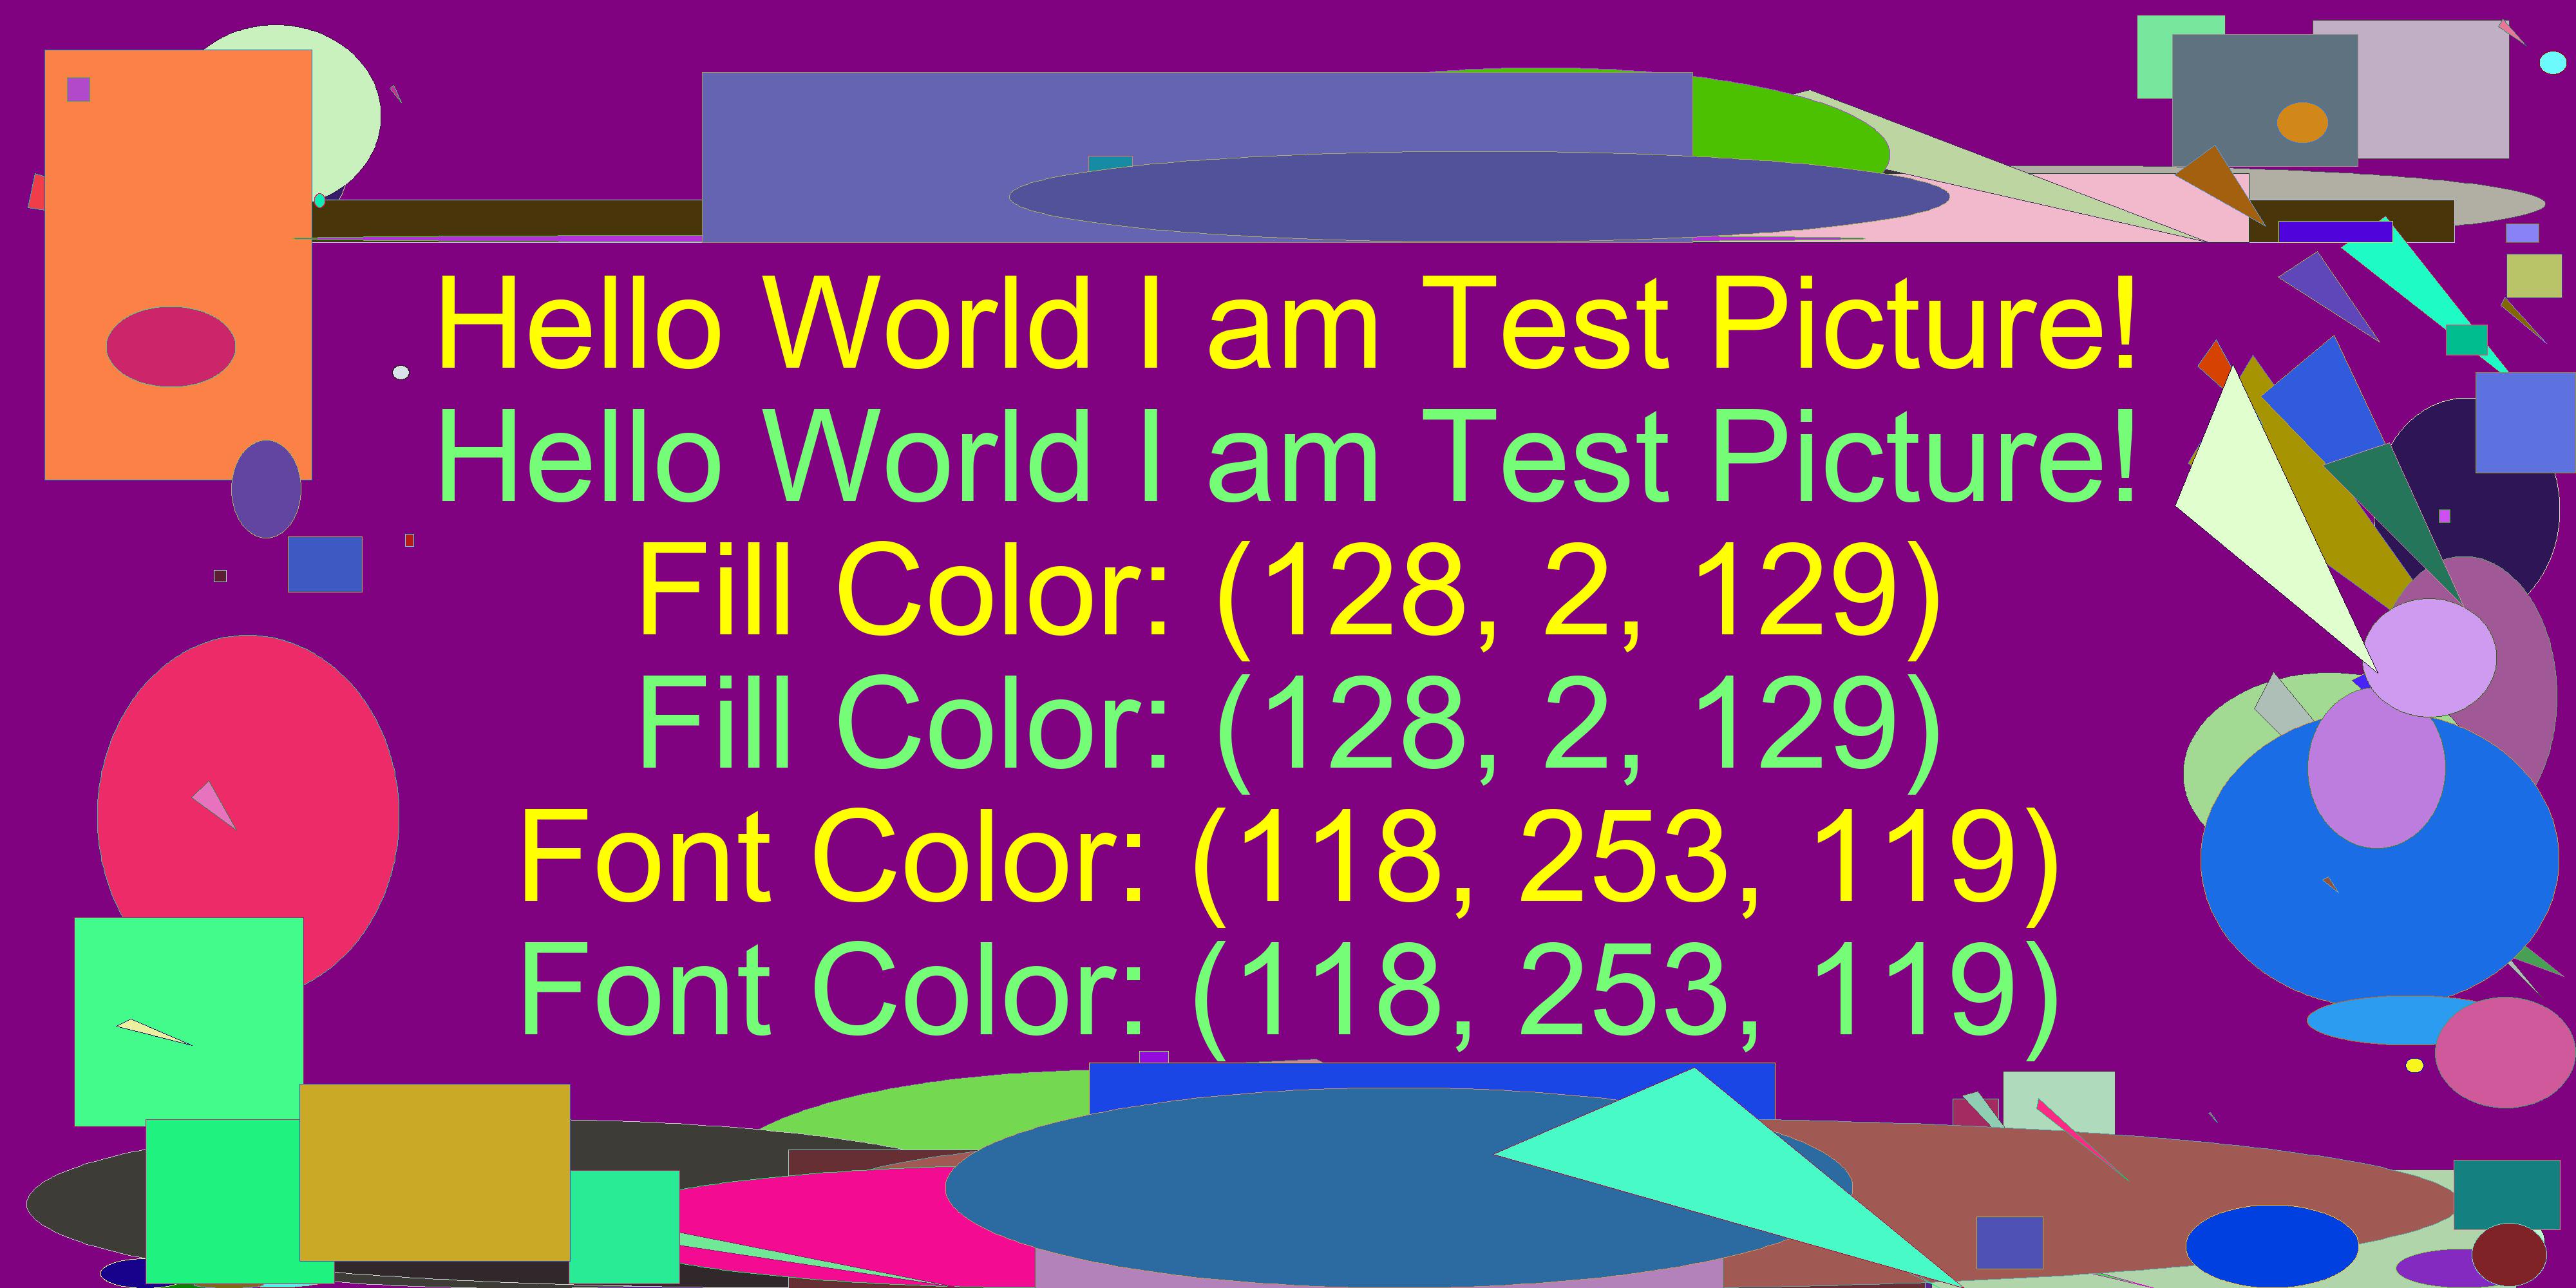 Hello World I am Test Picture!
Hello World I am Test Picture!
Fill Color: (128, 2, 129)
Fill Color: (128, 2, 129)
Font Color: (118, 253, 119)
Font Color: (118, 253, 119)